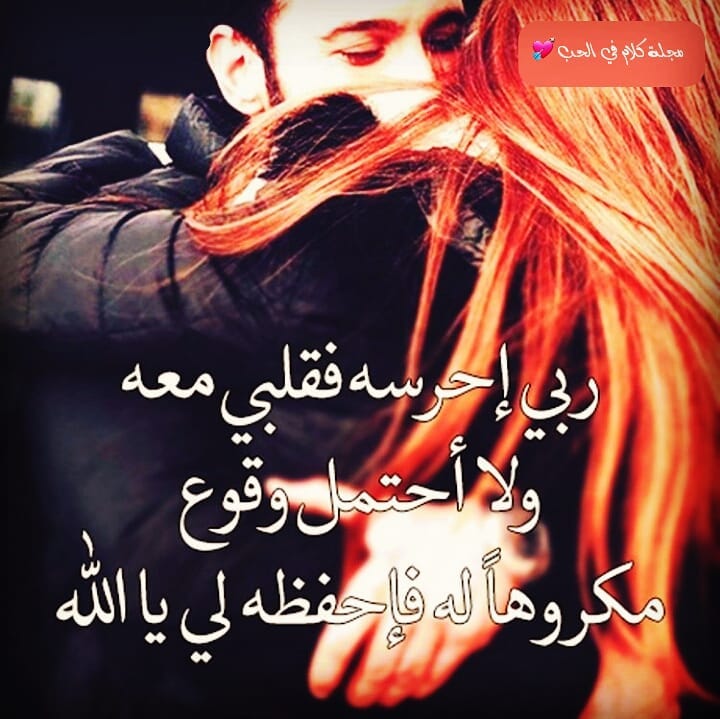 مجلة كلام في الحب 💘
ربي إحرسه فقلبي معه
ولا أحتمل وقوع
مكروهاً له فإحفظه لي يا الله